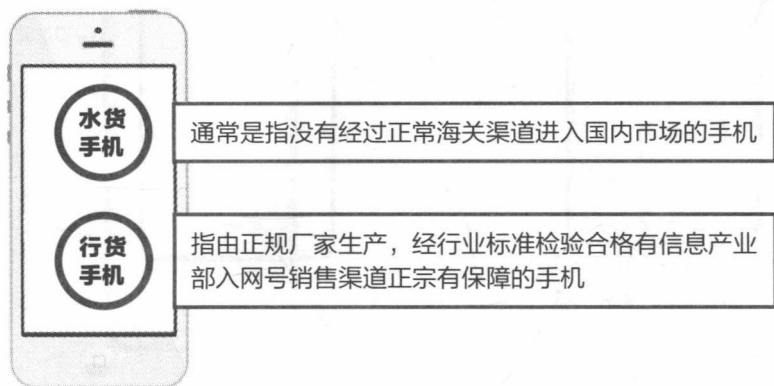 水货
手机
通常是指没有经过正常海关渠道进入国内市场的手机
行货
手机
指由正规厂家生产，经行业标准检验合格有信息产业
部入网号销售渠道正宗有保障的手机